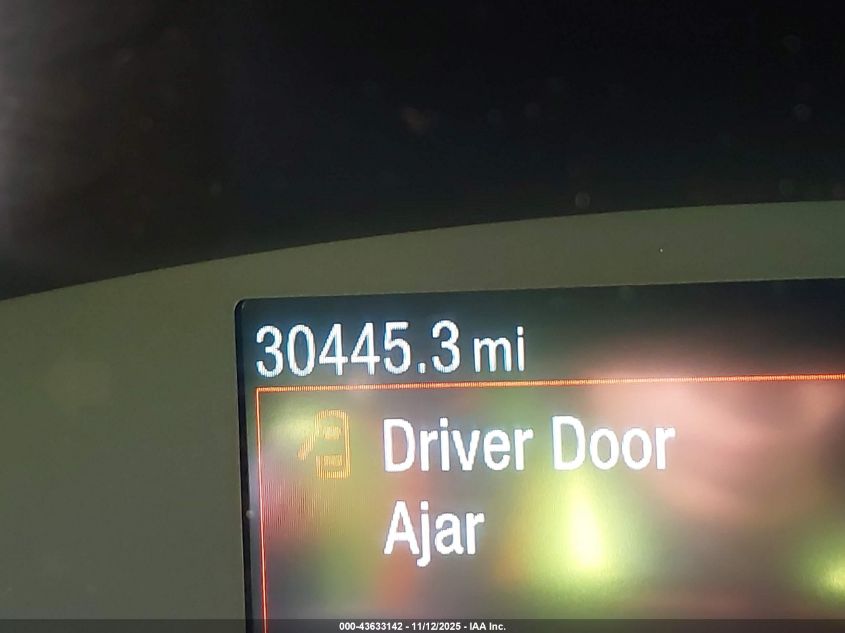 30445.3 mi
Driver Door
Ajar
000-43633142 - 11/12/2025 - IAA Inc.